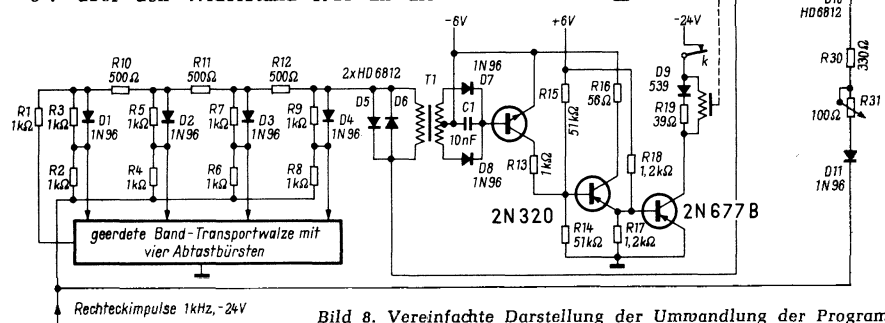 über den Widerstand
-6V
+6V
-24V
HD6812
R10
500Ω
R11
500Ω
R12
500Ω
2xHD6812
T1
1N96
D7
D9
539
k
R30
330Ω
R1
1kΩ
R3
1kΩ
D1
1N96
R5
1kΩ
D2
1N96
R7
1kΩ
D3
1N96
R9
1kΩ
D4
1N96
D5
D6
C1
10nF
R15
51kΩ
R16
56Ω
R19
39Ω
R31
100Ω
R2
1kΩ
R4
1kΩ
R6
1kΩ
R8
1kΩ
D8
1N96
R13
1kΩ
R18
1,2kΩ
D11
1N96
2N320
2N677B
R14
51kΩ
R17
1,2kΩ
geerdete Band-Transportwalze mit
vier Abtastbürsten
Rechteckimpulse 1kHz,-24V
Bild 8. Vereinfachte Darstellung der Umwandlung der Program